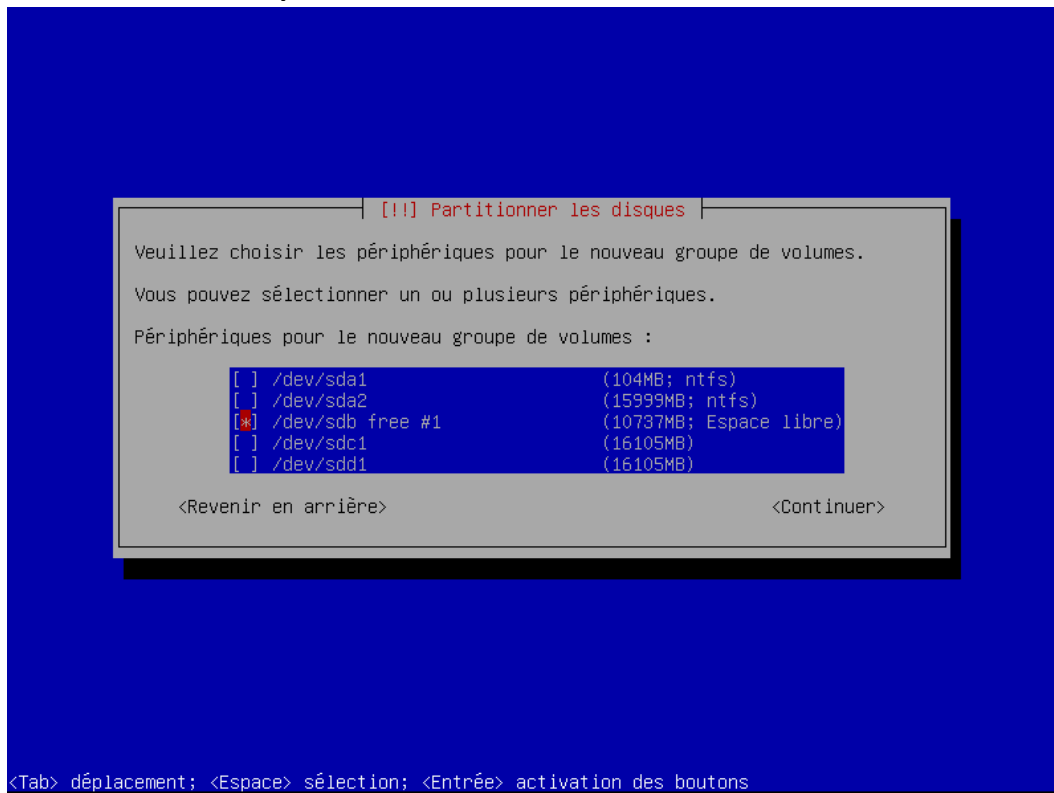 [!!] Partitionner les disques
Veuillez choisir les périphériques pour le nouveau groupe de volumes.
Vous pouvez sélectionner un ou plusieurs périphériques.
Périphériques pour le nouveau groupe de volumes :
[ ] /dev/sda1 (104MB; ntfs)
[ ] /dev/sda2 (15999MB; ntfs)
[*] /dev/sdb free #1 (10737MB; Espace libre)
[ ] /dev/sdc1 (16105MB)
[ ] /dev/sdd1 (16105MB)
<Revenir en arrière> <Continuer>
<Tab> déplacement; <Espace> sélection; <Entrée> activation des boutons